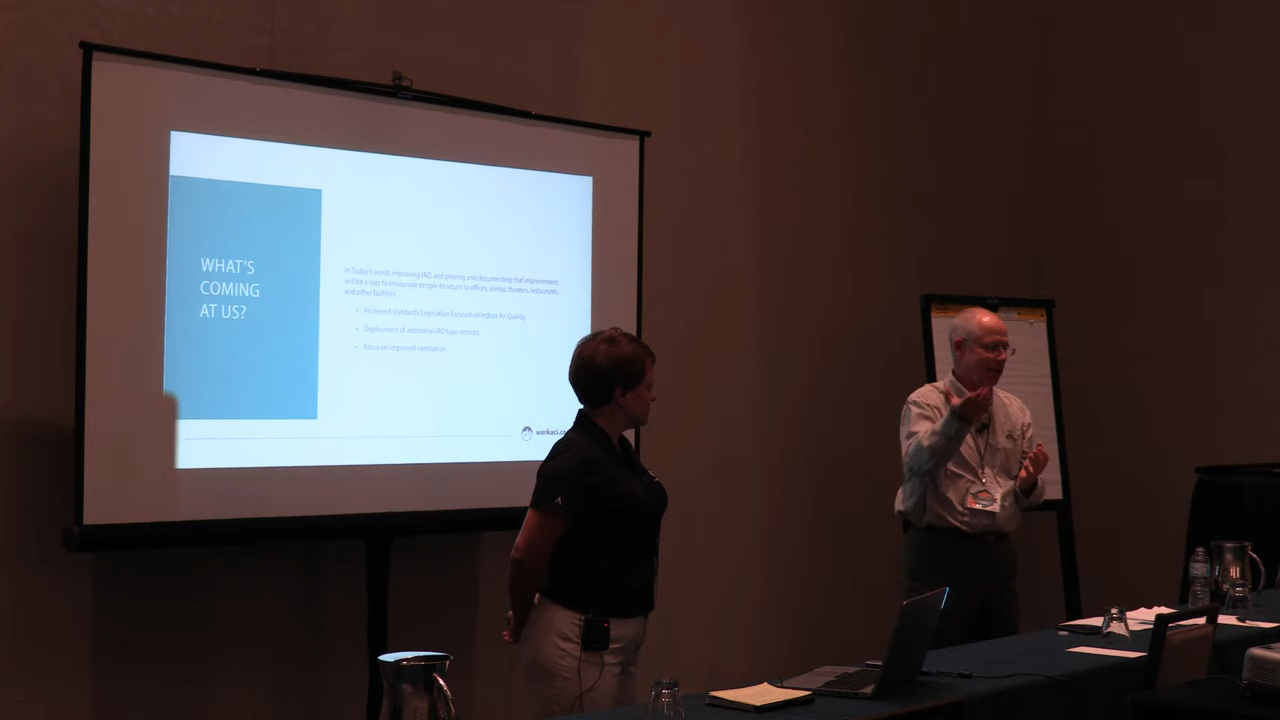 WHAT'S
COMING
AT US?
In Today's world, improving IAQ, and proving and documenting that improvement
will be a way to encourage people to return to offices, arenas, theaters, restaurants,
and other facilities.
• Increased standards/Legislation focused on Indoor Air Quality.
• Deployment of additional IAQ type sensors.
• Focus on improved ventilation.
workaci.co